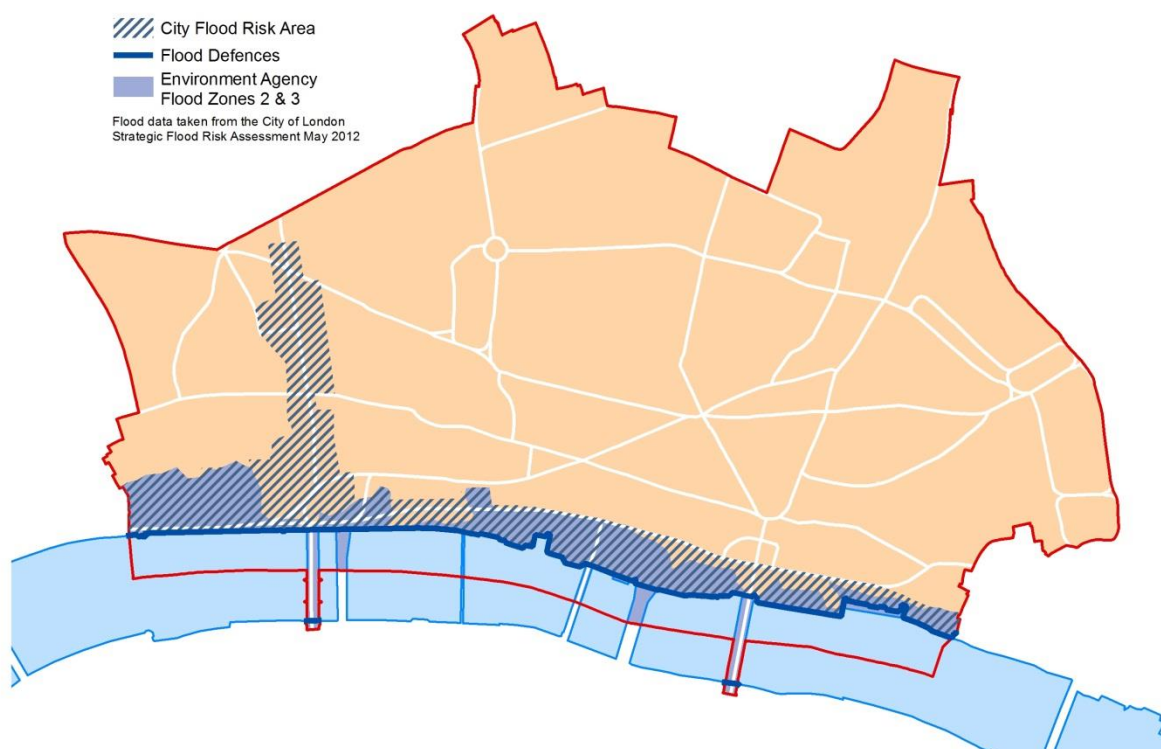 City Flood Risk Area
Flood Defences
Environment Agency
Flood Zones 2 & 3
Flood data taken from the City of London
Strategic Flood Risk Assessment May 2012